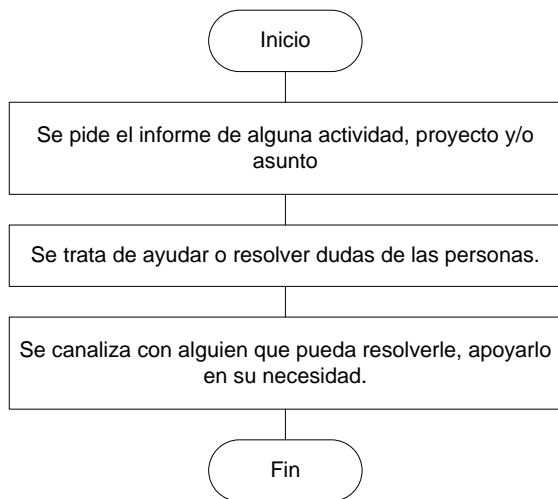 Inicio
Se pide el informe de alguna actividad, proyecto y/o
asunto
Se trata de ayudar o resolver dudas de las personas.
Se canaliza con alguien que pueda resolverle, apoyarlo
en su necesidad.
Fin